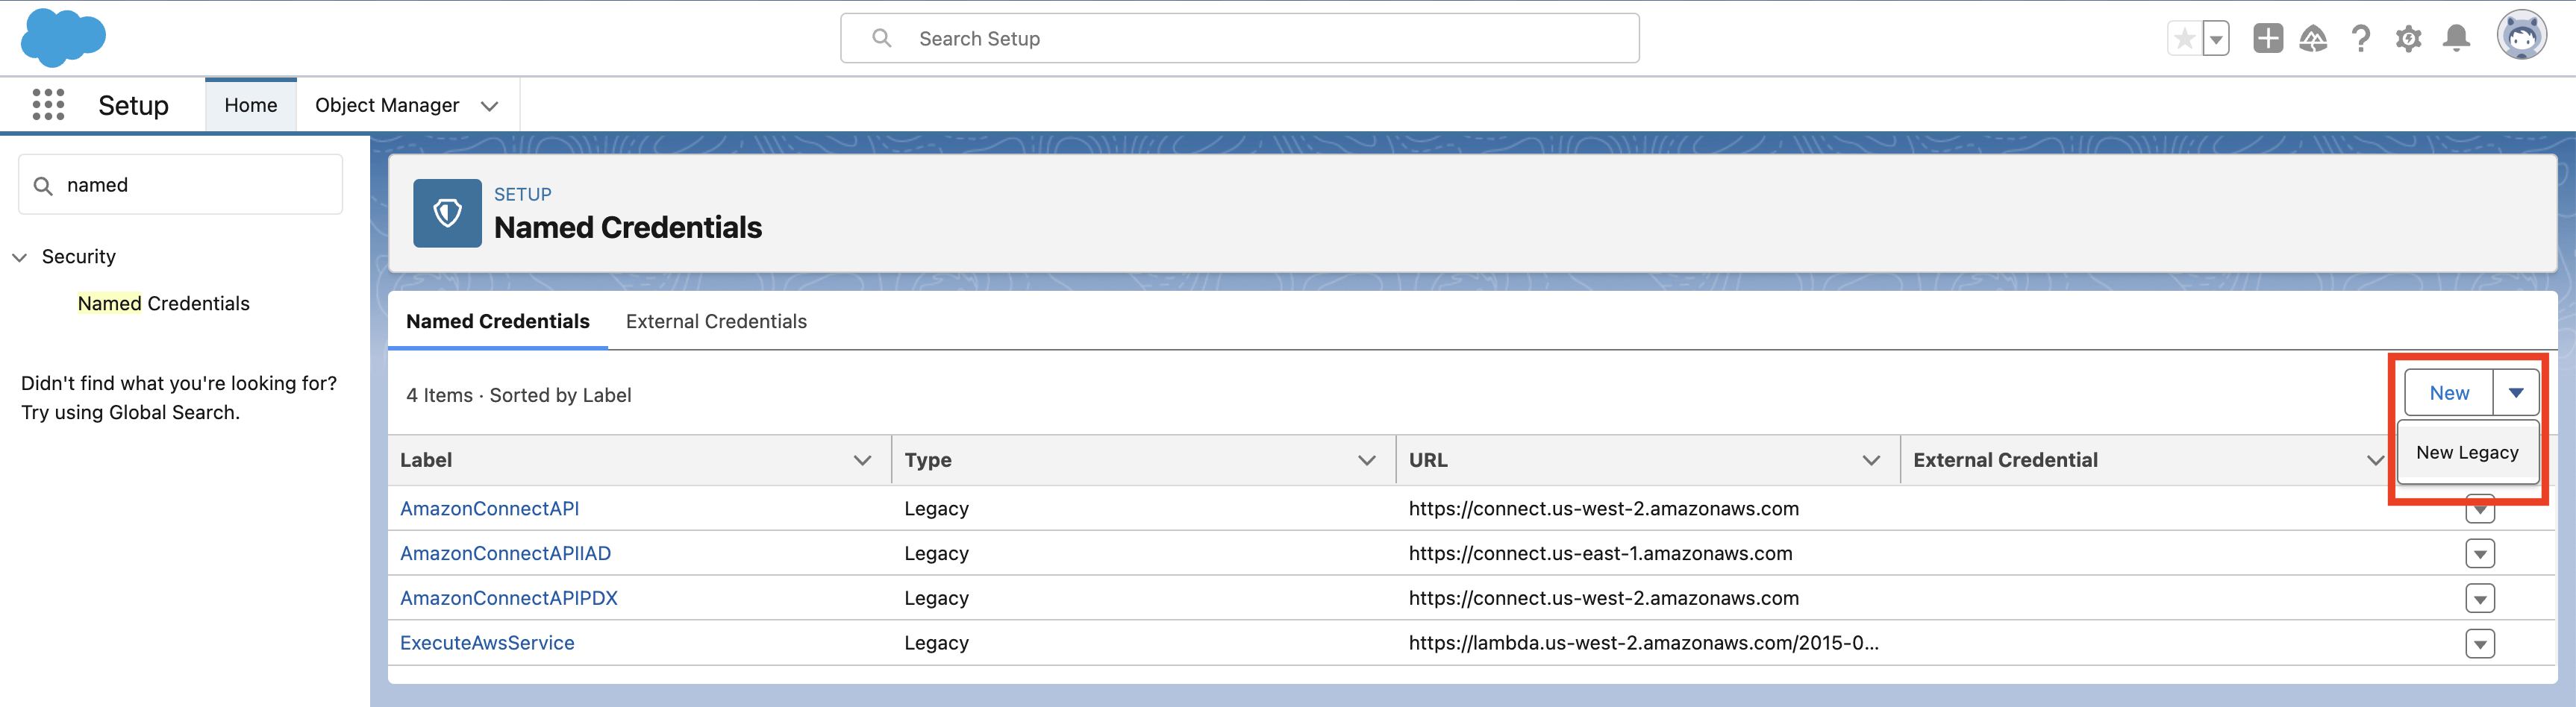 Search Setup
Setup
Home
Object Manager
named
Security
Named Credentials
Didn't find what you're looking for?
Try using Global Search.
SETUP
Named Credentials
Named Credentials
External Credentials
4 Items · Sorted by Label
New
New Legacy
Label
Type
URL
External Credential
AmazonConnectAPI
Legacy
https://connect.us-west-2.amazonaws.com
AmazonConnectAPIIAD
Legacy
https://connect.us-east-1.amazonaws.com
AmazonConnectAPIPDX
Legacy
https://connect.us-west-2.amazonaws.com
ExecuteAwsService
Legacy
https://lambda.us-west-2.amazonaws.com/2015-0...